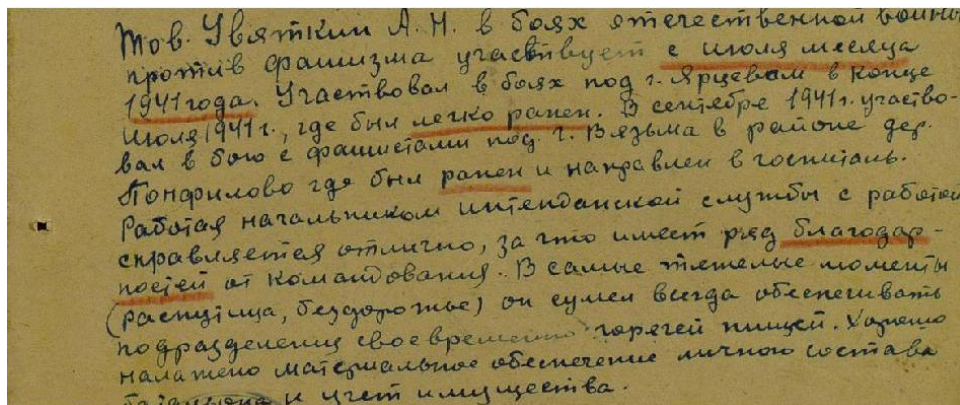 Тов. Увяткин А. Н. в боях отечественной войны
против фашизма участвует с июля месяца
1941 года. Участвовал в боях под г. Ярцевом в конце
июля 1941 г., где был легко ранен. В сентябре 1941 г. участво-
вал в бою с фашистами под г. Вязьма в районе дер.
Понфилово где был ранен и направлен в госпиталь.
Работая начальником интенданской службы с работой
справляется отлично, за что имеет ряд благодар-
ностей от командования. В самые тяжелые моменты
(распутица, бездорожье) он сумел всегда обеспечивать
подразделения своевременно горячей пищей. Хорошо
налажено материальное обеспечение личного состава
батальона и учет имущества.